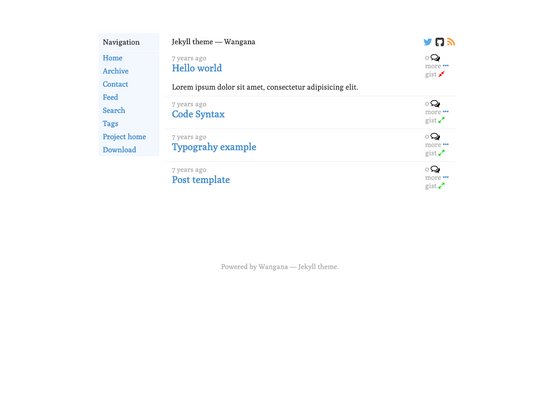 Navigation
Home
Archive
Contact
Feed
Search
Tags
Project home
Download
Jekyll theme — Wangana
7 years ago
Hello world
Lorem ipsum dolor sit amet, consectetur adipisicing elit.
0
more
gist
7 years ago
Code Syntax
0
more
gist
7 years ago
Typograhy example
0
more
gist
7 years ago
Post template
0
more
gist
Powered by Wangana — Jekyll theme.